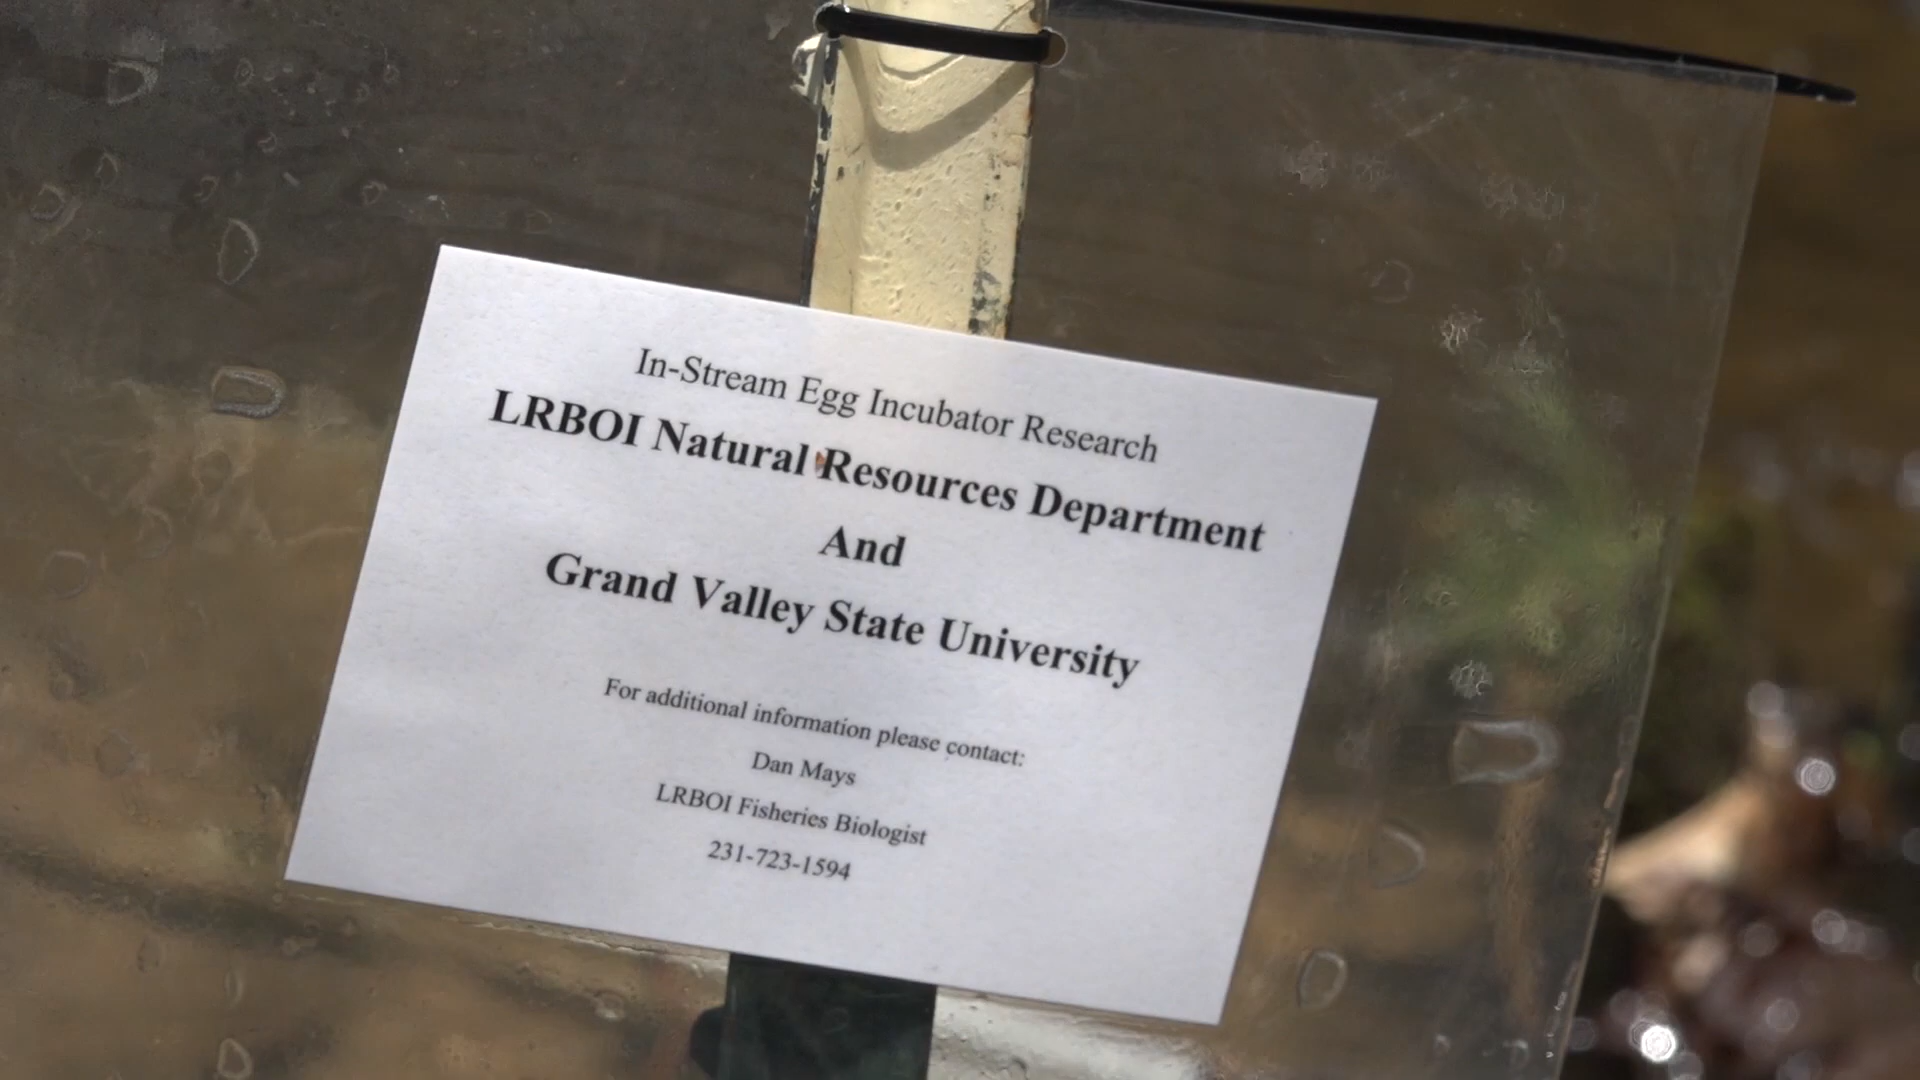 In-Stream Egg Incubator Research
LRBOI Natural Resources Department
And
Grand Valley State University
For additional information please contact:
Dan Mays
LRBOI Fisheries Biologist
231-723-1594